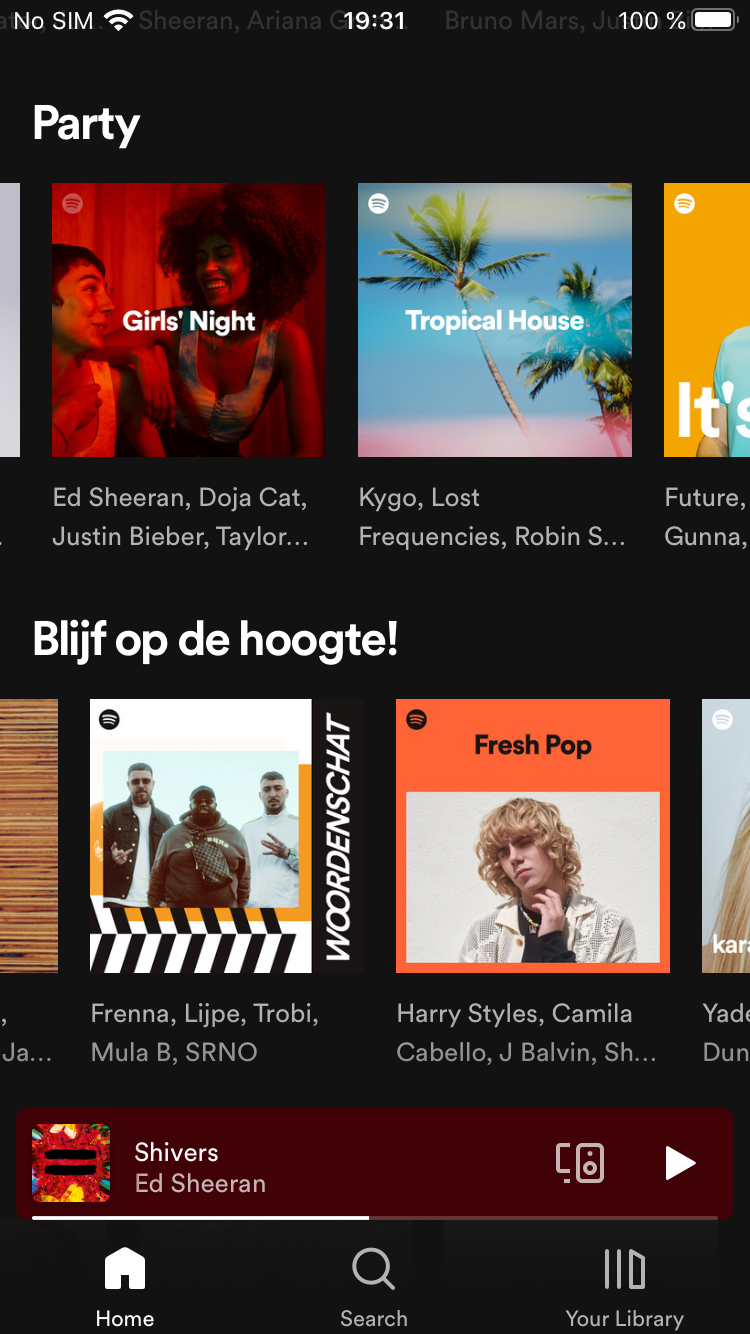 No SIM 19:31 100 %
Sheeran, Ariana G
Bruno Mars, Ju
Party
Girls' Night
Tropical House
It's
Ed Sheeran, Doja Cat,
Justin Bieber, Taylor...
Kygo, Lost
Frequencies, Robin S...
Future,
Gunna,
Blijf op de hoogte!
WOORDENSCHAT
Fresh Pop
kara
,
Ja...
Frenna, Lijpe, Trobi,
Mula B, SRNO
Harry Styles, Camila
Cabello, J Balvin, Sh...
Yade
Dun
Shivers
Ed Sheeran
Home
Search
Your Library